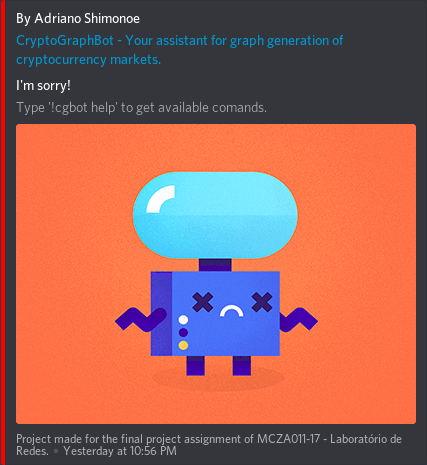 By Adriano Shimonoe
CryptoGraphBot - Your assistant for graph generation of
cryptocurrency markets.
I'm sorry!
Type '!cgbot help' to get available comands.
Project made for the final project assignment of MCZA011-17 - Laboratório de
Redes. • Yesterday at 10:56 PM